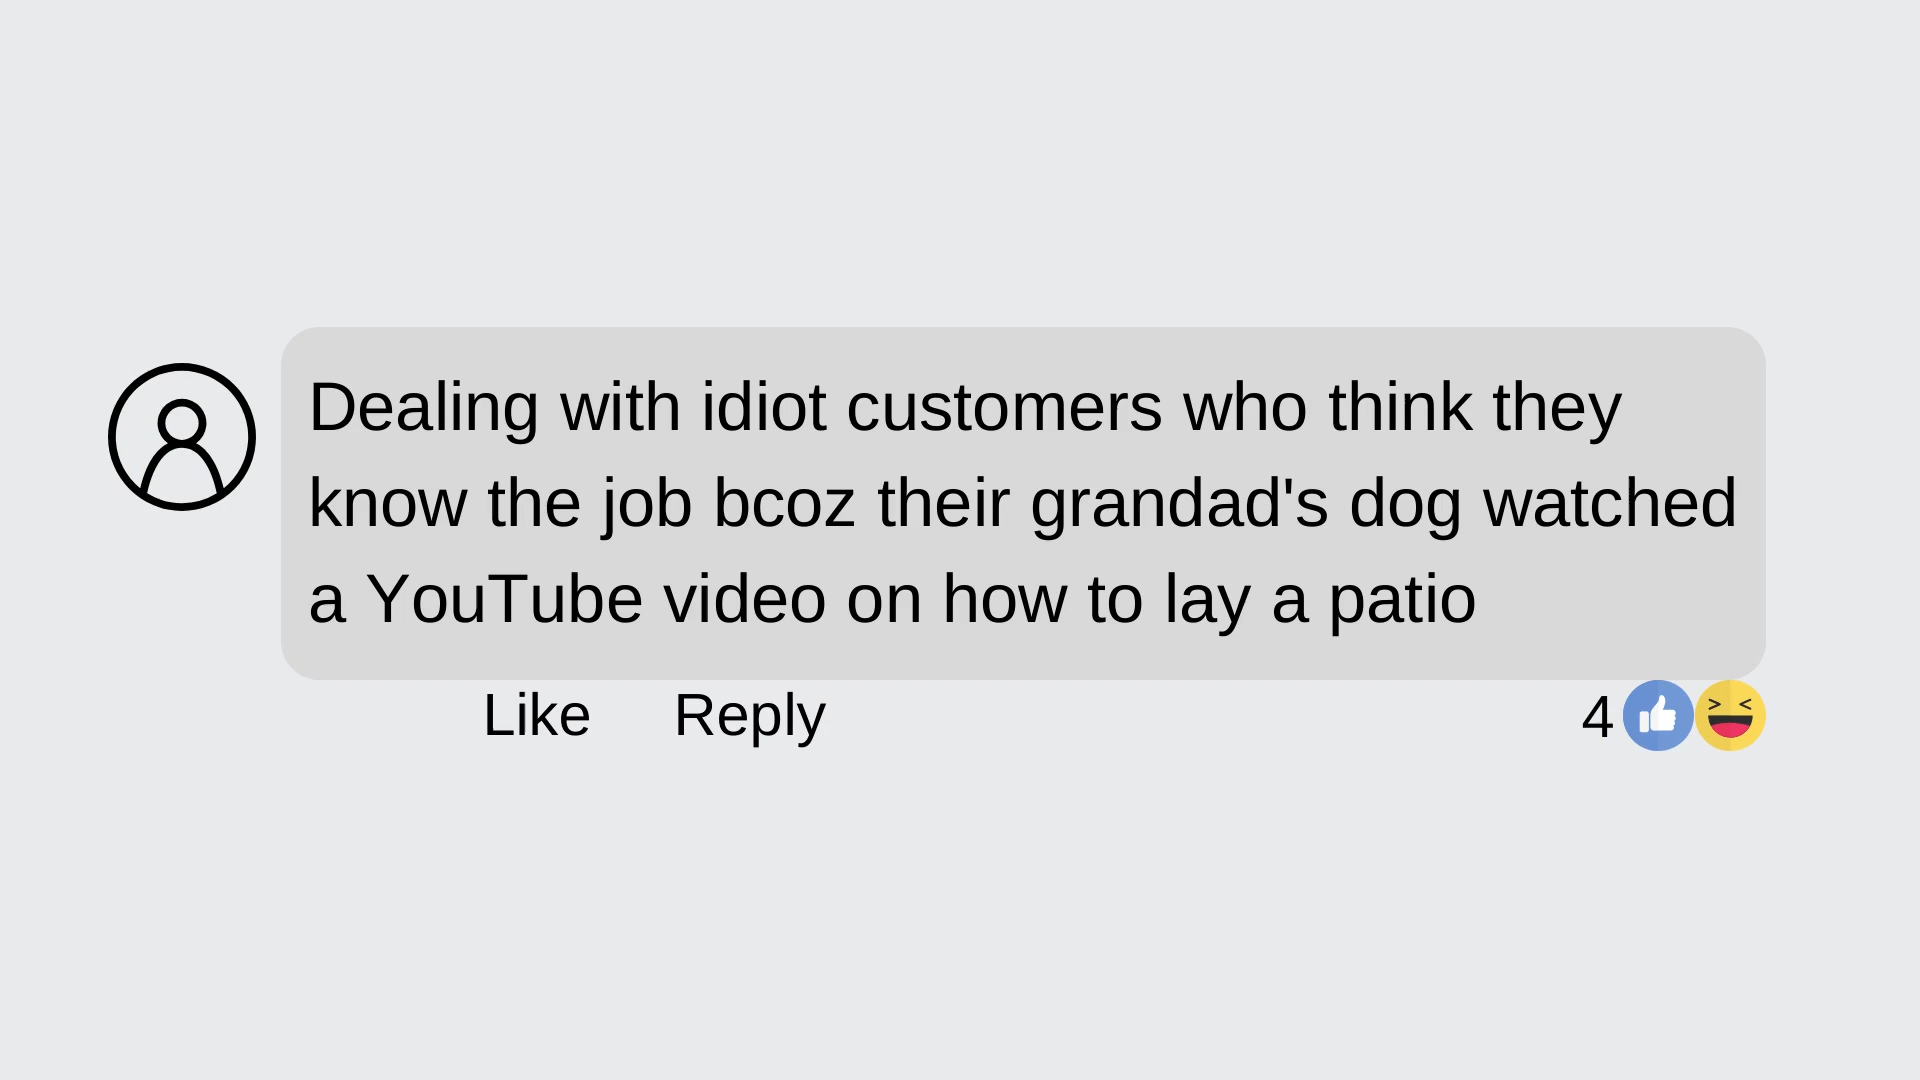 Dealing with idiot customers who think they
know the job bcoz their grandad's dog watched
a YouTube video on how to lay a patio
Like Reply 4